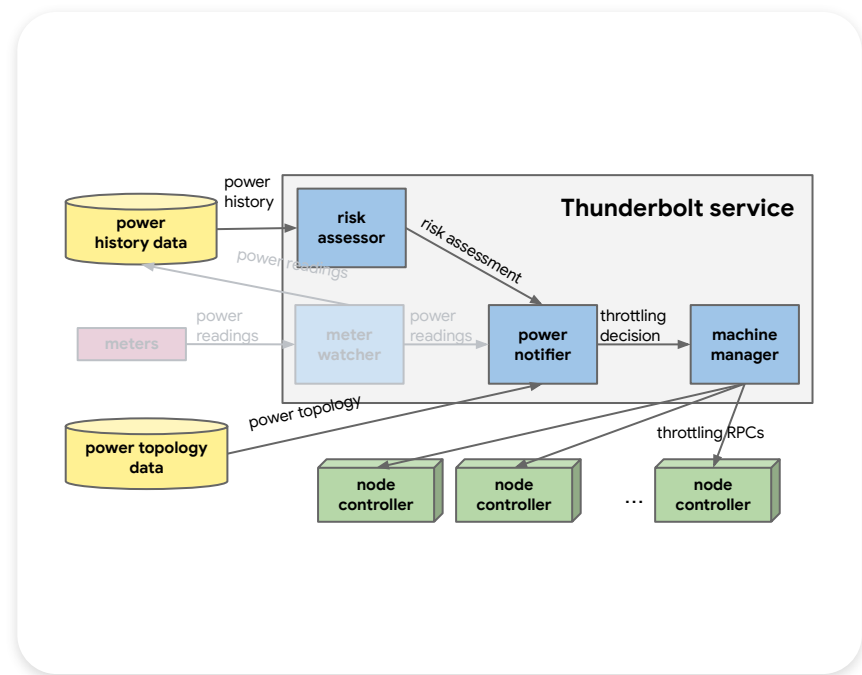 power
history
Thunderbolt service
risk
assessor
power
history data
risk assessment
power readings
power
readings
power
readings
throttling
decision
meters
meter
watcher
power
notifier
machine
manager
power topology
power topology
data
throttling RPCs
node
controller
node
controller
...
node
controller